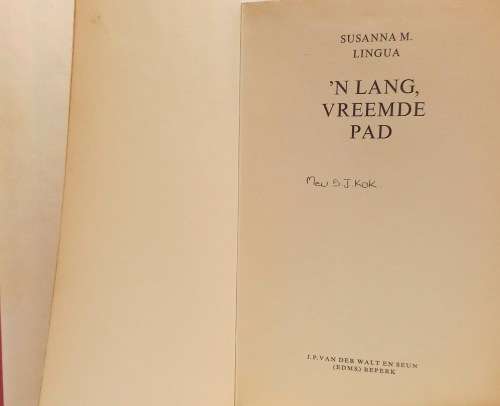 SUSANNA M.
LINGUA
'N LANG,
VREEMDE
PAD
Mev S.J. Kok.
J.P. VAN DER WALT EN SEUN
(EDMS) BEPERK